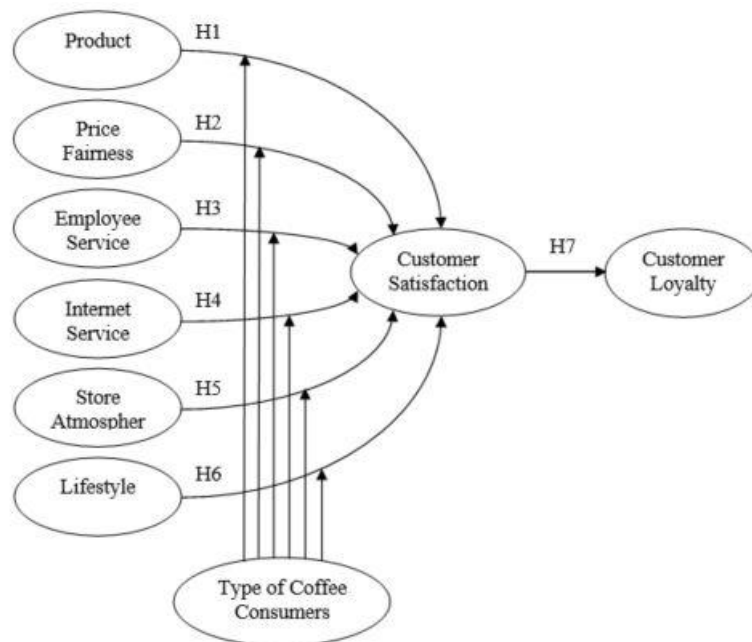 Product
H1
Price
Fairness
H2
Employee
Service
H3
Internet
Service
H4
Store
Atmospher
H5
Lifestyle
H6
Customer
Satisfaction
H7
Customer
Loyalty
Type of Coffee
Consumers